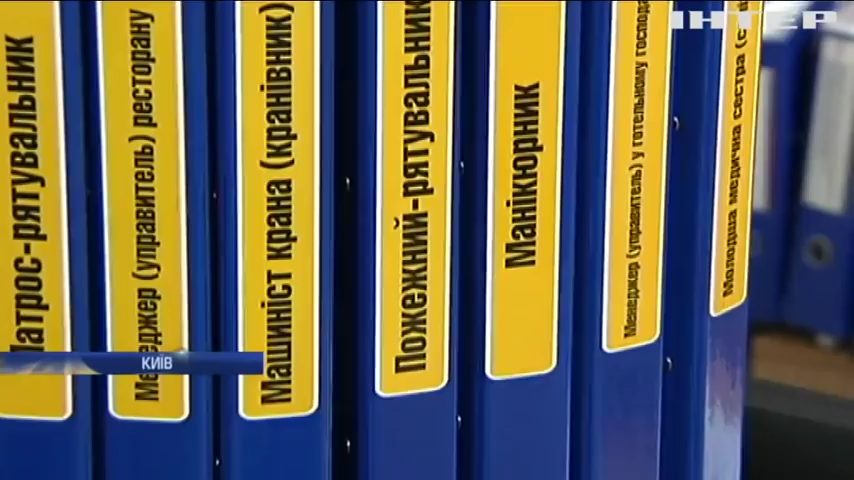 ІНТЕР
Матрос-рятувальник
Менеджер (управитель) ресторану
Машиніст крана (кранівник)
Пожежний-рятувальник
Манікюрник
Менеджер (управитель) у готельному
Молодша медична сестра
КИЇВ